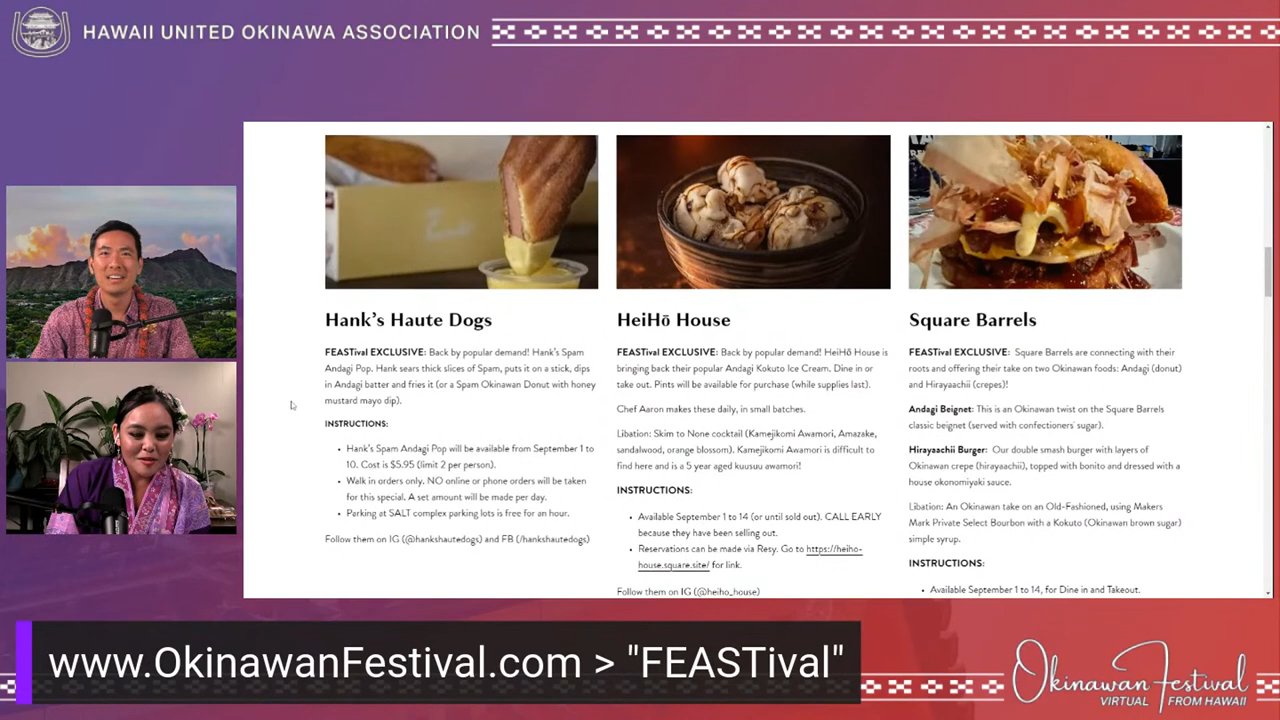 HAWAII UNITED OKINAWA ASSOCIATION
Hank's Haute Dogs
FEASTival EXCLUSIVE: Back by popular demand! Hank's Spam
Andagi Pop. Hank sears thick slices of Spam, puts it on a stick, dips
in Andagi batter and fries it (or a Spam Okinawan Donut with honey
mustard mayo dip).
INSTRUCTIONS:
• Hank's Spam Andagi Pop will be available from September 1 to
10. Cost is $5.95 (limit 2 per person).
• Walk in orders only. NO online or phone orders will be taken
for this special. A set amount will be made per day.
• Parking at SALT complex parking lots is free for an hour.
Follow them on IG (@hankshautedogs) and FB (/hankshautedogs)
HeiHō House
FEASTival EXCLUSIVE: Back by popular demand! HeiHō House is
bringing back their popular Andagi Kokuto Ice Cream. Dine in or
take out. Pints will be available for purchase (while supplies last).
Chef Aaron makes these daily, in small batches.
Libation: Skim to None cocktail (Kamejikomi Awamori, Amazake,
sandalwood, orange blossom). Kamejikomi Awamori is difficult to
find here and is a 5 year aged kuusuu awamori!
INSTRUCTIONS:
• Available September 1 to 14 (or until sold out). CALL EARLY
because they have been selling out.
• Reservations can be made via Resy. Go to https://heiho-
house.square.site/ for link.
Follow them on IG (@heiho_house)
Square Barrels
FEASTival EXCLUSIVE: Square Barrels are connecting with their
roots and offering their take on two Okinawan foods: Andagi (donut)
and Hirayaachii (crepes)!
Andagi Beignet: This is an Okinawan twist on the Square Barrels
classic beignet (served with confectioners' sugar).
Hirayaachii Burger: Our double smash burger with layers of
Okinawan crepe (hirayaachii), topped with bonito and dressed with a
house okonomiyaki sauce.
Libation: An Okinawan take on an Old-Fashioned, using Makers
Mark Private Select Bourbon with a Kokuto (Okinawan brown sugar)
simple syrup.
INSTRUCTIONS:
• Available September 1 to 14, for Dine in and Takeout.
www.OkinawanFestival.com > "FEASTival"
Okinawan Festival
VIRTUAL FROM HAWAII